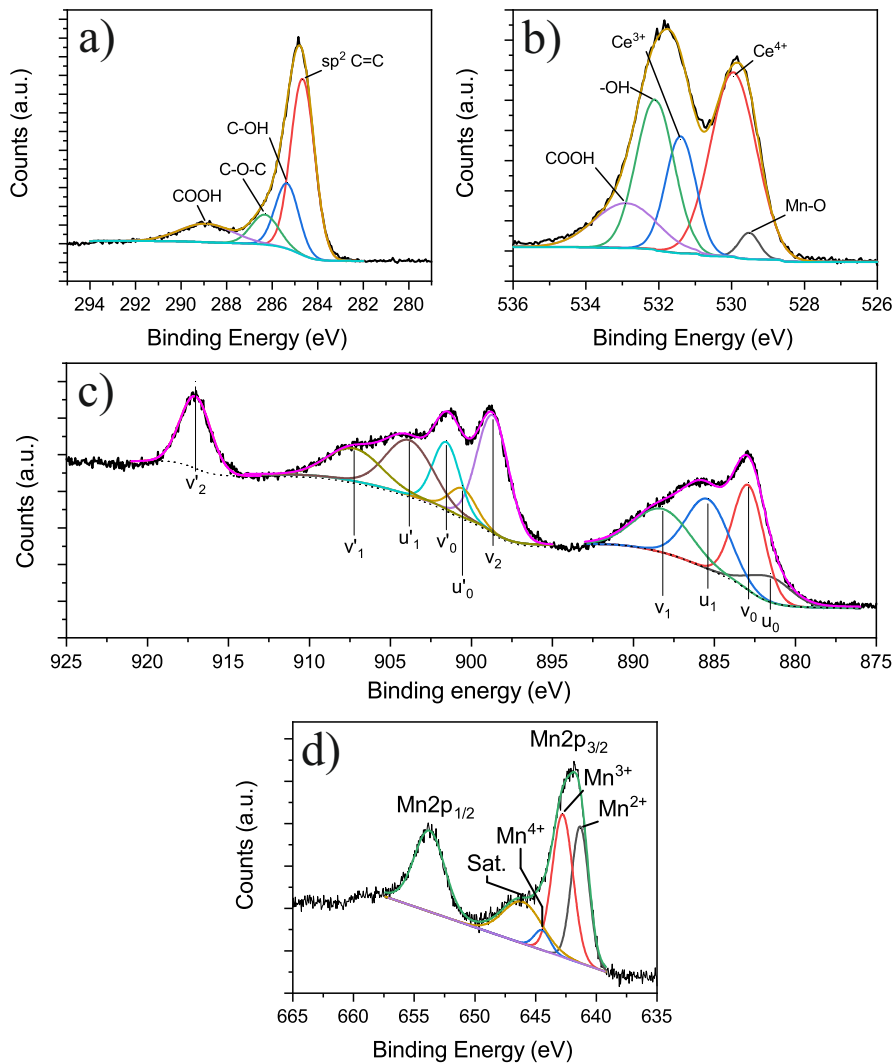 a)
sp² C=C
C-OH
C-O-C
COOH
Counts (a.u.)
294 292 290 288 286 284 282 280
Binding Energy (eV)
b)
Ce³⁺
Ce⁴⁺
-OH
COOH
Mn-O
Counts (a.u.)
536 534 532 530 528 526
Binding Energy (eV)
c)
Counts (a.u.)
v'₂
v'₁
u'₁
v'₀
u'₀
v₂
v₁
u₁
v₀
u₀
925 920 915 910 905 900 895 890 885 880 875
Binding energy (eV)
d)
Mn2p₃/₂
Mn³⁺
Mn2p₁/₂
Mn²⁺
Mn⁴⁺
Sat.
Counts (a.u.)
665 660 655 650 645 640 635
Binding Energy (eV)